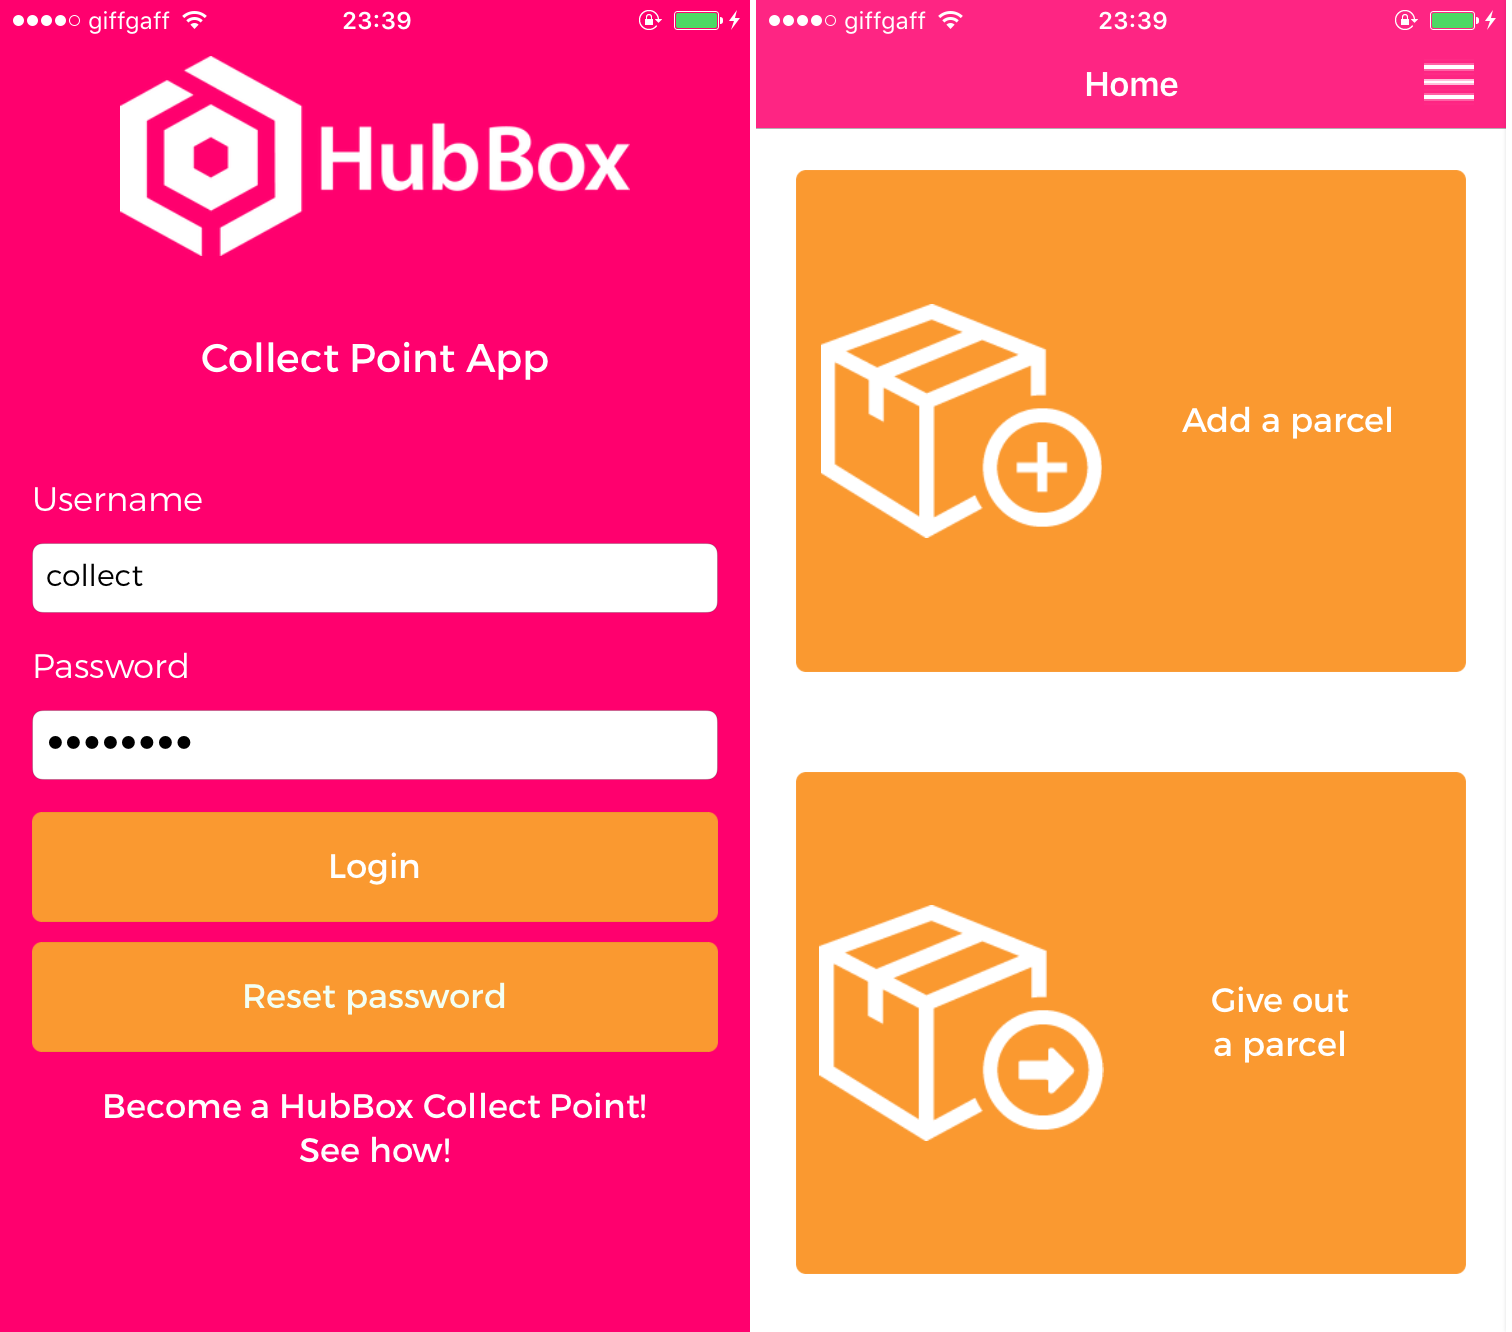 giffgaff 23:39
HubBox
Collect Point App
Username
collect
Password
••••••••
Login
Reset password
Become a HubBox Collect Point!
See how!
giffgaff 23:39
Home
Add a parcel
Give out
a parcel